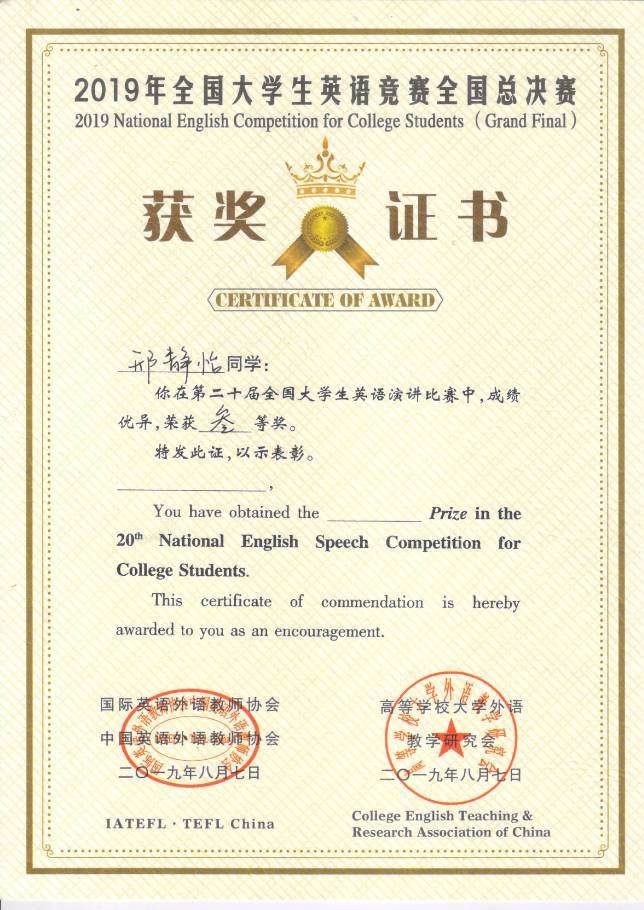 2019年全国大学生英语竞赛全国总决赛
2019 National English Competition for College Students ( Grand Final )
获奖 证书
CERTIFICATE OF AWARD
邢静怡同学:
你在第二十届全国大学生英语演讲比赛中,成绩
优异,荣获叁等奖。
特发此证,以示表彰。
,
You have obtained the Prize in the
20th National English Speech Competition for
College Students.
This certificate of commendation is hereby
awarded to you as an encouragement.
国际英语外语教师协会
中国英语外语教师协会
二〇一九年八月七日
IATEFL · TEFL China
高等学校大学外语
教学研究会
二〇一九年八月七日
College English Teaching &
Research Association of China